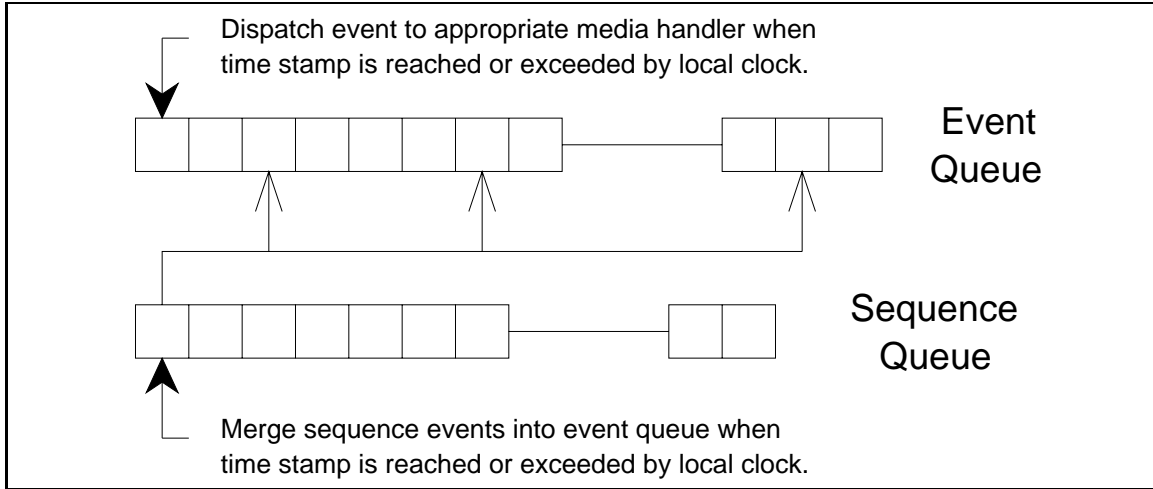 Dispatch event to appropriate media handler when
time stamp is reached or exceeded by local clock.
Event
Queue
Sequence
Queue
Merge sequence events into event queue when
time stamp is reached or exceeded by local clock.